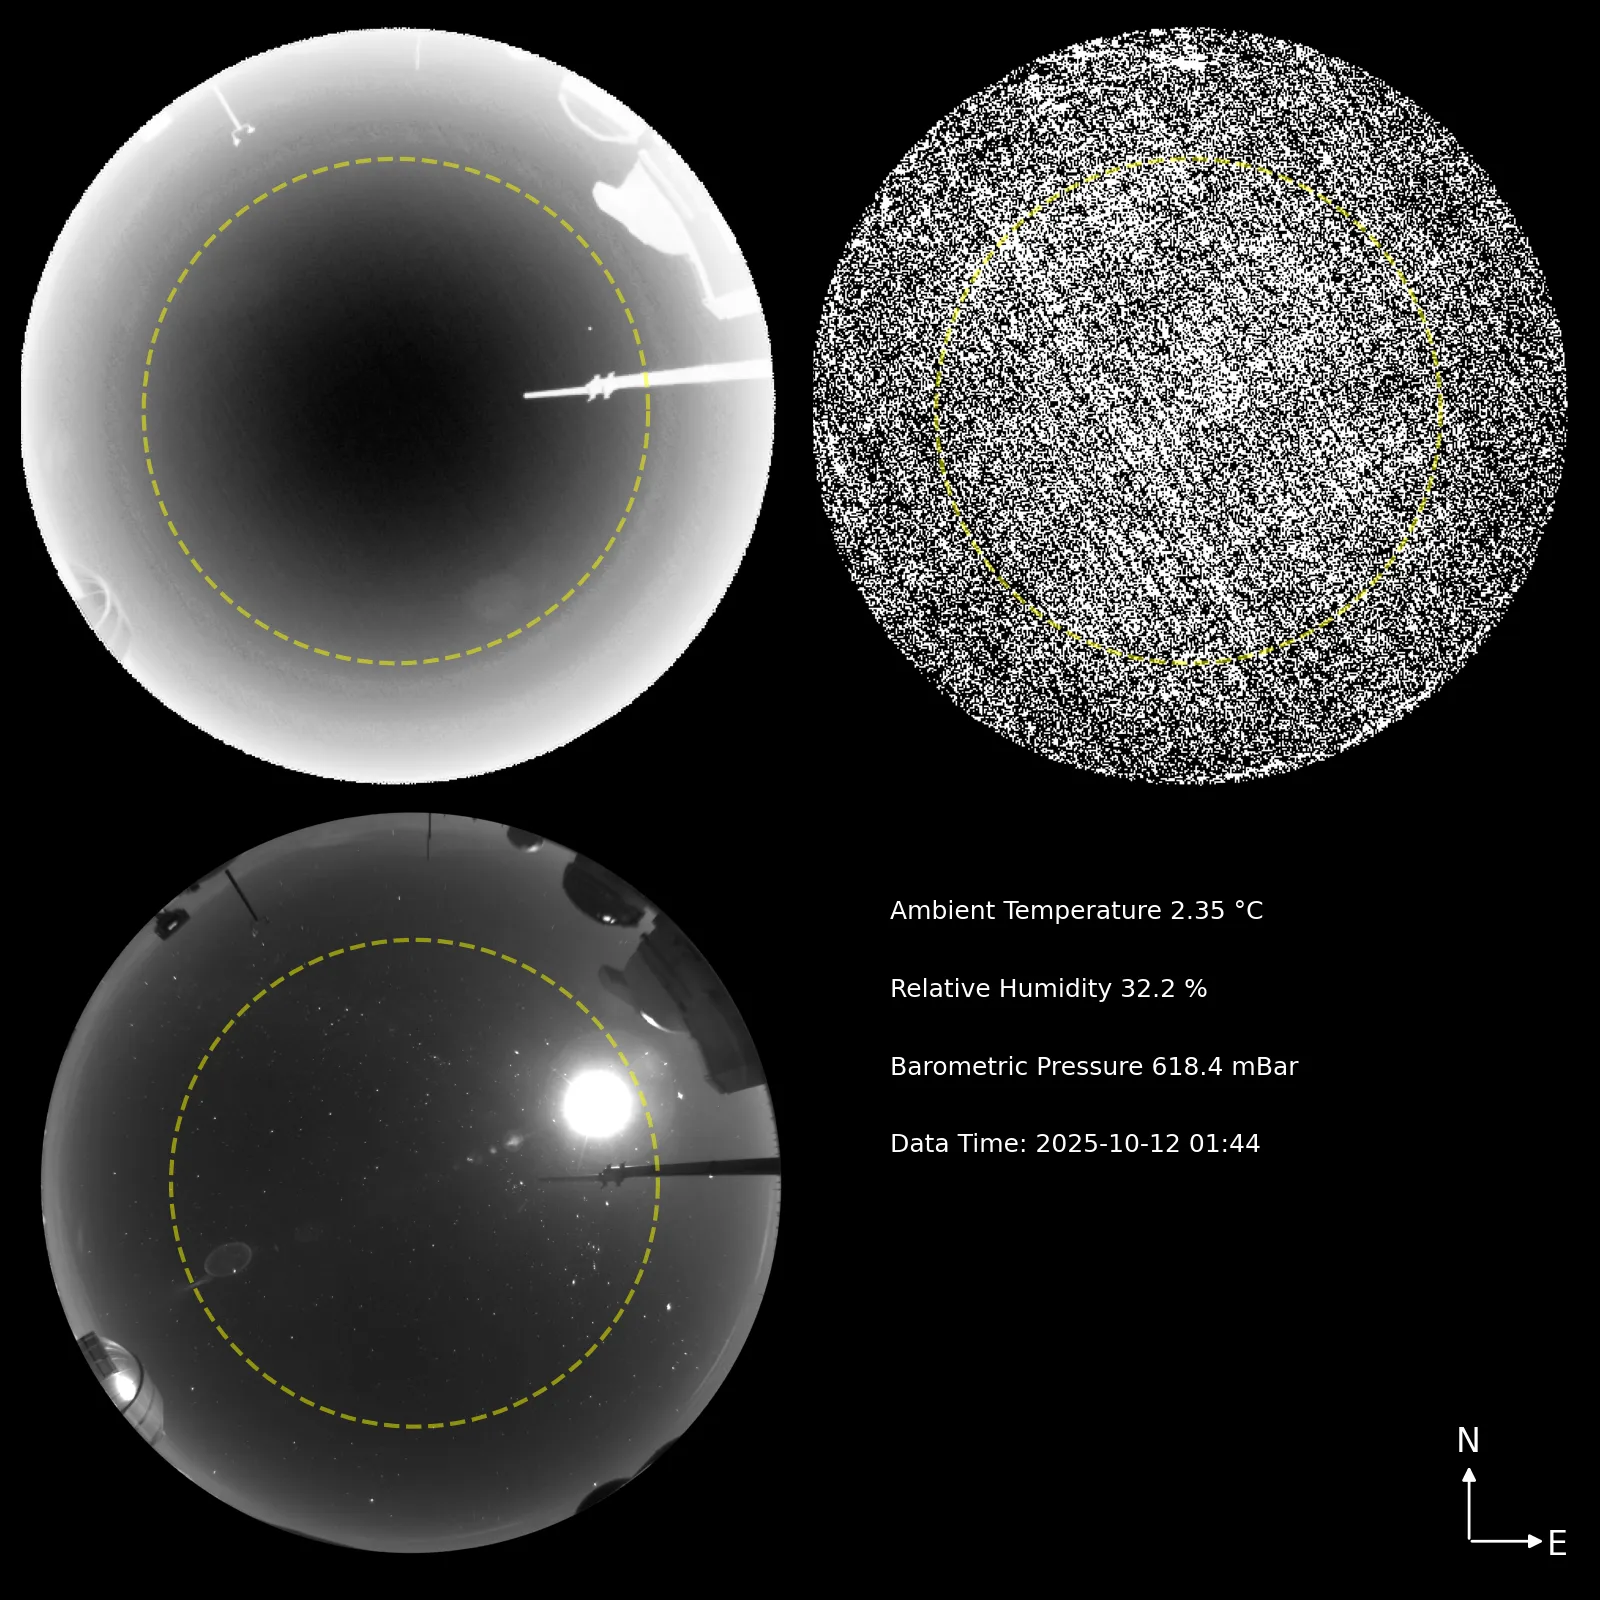 Ambient Temperature 2.35 °C
Relative Humidity 32.2 %
Barometric Pressure 618.4 mBar
Data Time: 2025-10-12 01:44
N
E